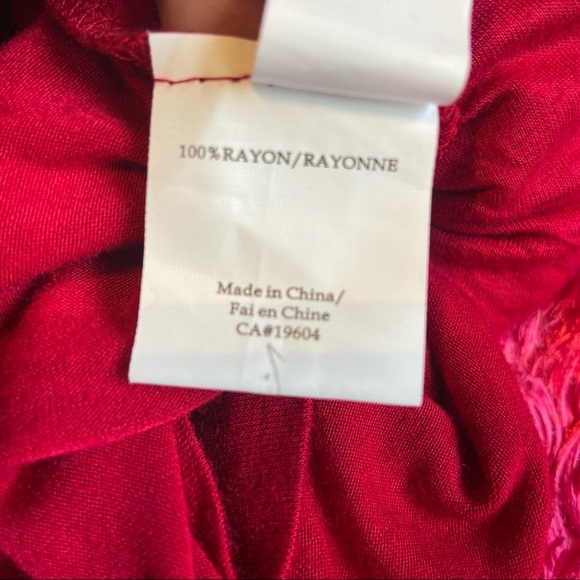 100%RAYON/RAYONNE
Made in China/
Fai en Chine
CA#19604